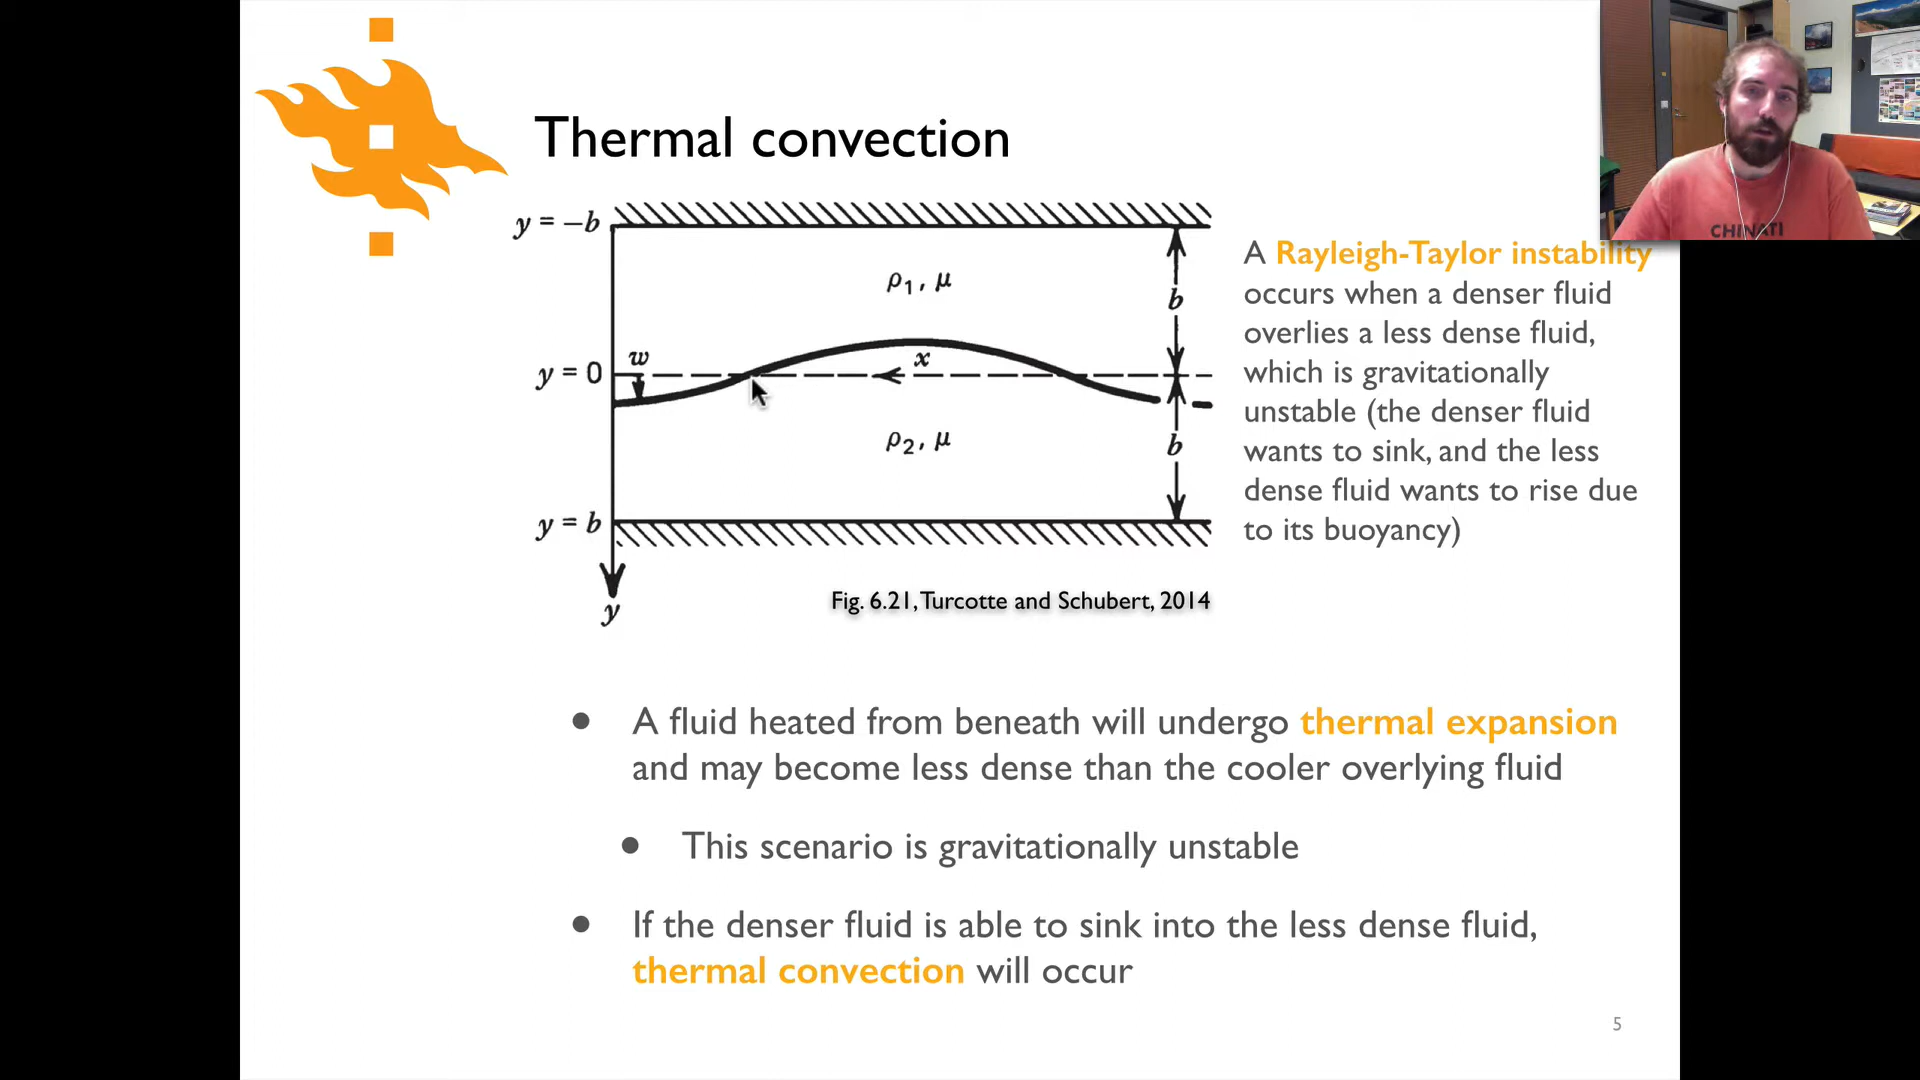 Thermal convection
y = −b
ρ₁, μ
b
w
y = 0
x
ρ₂, μ
b
y = b
y
Fig. 6.21, Turcotte and Schubert, 2014
A Rayleigh-Taylor instability
occurs when a denser fluid
overlies a less dense fluid,
which is gravitationally
unstable (the denser fluid
wants to sink, and the less
dense fluid wants to rise due
to its buoyancy)
• A fluid heated from beneath will undergo thermal expansion
and may become less dense than the cooler overlying fluid
• This scenario is gravitationally unstable
• If the denser fluid is able to sink into the less dense fluid,
thermal convection will occur
5
CHINATI